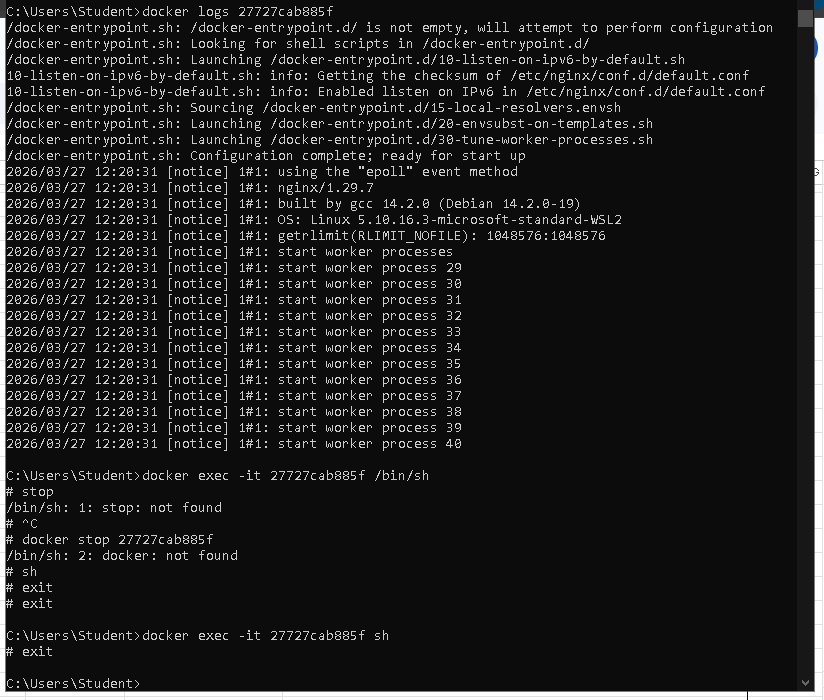 C:\Users\Student>docker logs 27727cab885f
/docker-entrypoint.sh: /docker-entrypoint.d/ is not empty, will attempt to perform configuration
/docker-entrypoint.sh: Looking for shell scripts in /docker-entrypoint.d/
/docker-entrypoint.sh: Launching /docker-entrypoint.d/10-listen-on-ipv6-by-default.sh
10-listen-on-ipv6-by-default.sh: info: Getting the checksum of /etc/nginx/conf.d/default.conf
10-listen-on-ipv6-by-default.sh: info: Enabled listen on IPv6 in /etc/nginx/conf.d/default.conf
/docker-entrypoint.sh: Sourcing /docker-entrypoint.d/15-local-resolvers.envsh
/docker-entrypoint.sh: Launching /docker-entrypoint.d/20-envsubst-on-templates.sh
/docker-entrypoint.sh: Launching /docker-entrypoint.d/30-tune-worker-processes.sh
/docker-entrypoint.sh: Configuration complete; ready for start up
2026/03/27 12:20:31 [notice] 1#1: using the "epoll" event method
2026/03/27 12:20:31 [notice] 1#1: nginx/1.29.7
2026/03/27 12:20:31 [notice] 1#1: built by gcc 14.2.0 (Debian 14.2.0-19)
2026/03/27 12:20:31 [notice] 1#1: OS: Linux 5.10.16.3-microsoft-standard-WSL2
2026/03/27 12:20:31 [notice] 1#1: getrlimit(RLIMIT_NOFILE): 1048576:1048576
2026/03/27 12:20:31 [notice] 1#1: start worker processes
2026/03/27 12:20:31 [notice] 1#1: start worker process 29
2026/03/27 12:20:31 [notice] 1#1: start worker process 30
2026/03/27 12:20:31 [notice] 1#1: start worker process 31
2026/03/27 12:20:31 [notice] 1#1: start worker process 32
2026/03/27 12:20:31 [notice] 1#1: start worker process 33
2026/03/27 12:20:31 [notice] 1#1: start worker process 34
2026/03/27 12:20:31 [notice] 1#1: start worker process 35
2026/03/27 12:20:31 [notice] 1#1: start worker process 36
2026/03/27 12:20:31 [notice] 1#1: start worker process 37
2026/03/27 12:20:31 [notice] 1#1: start worker process 38
2026/03/27 12:20:31 [notice] 1#1: start worker process 39
2026/03/27 12:20:31 [notice] 1#1: start worker process 40
C:\Users\Student>docker exec -it 27727cab885f /bin/sh
# stop
/bin/sh: 1: stop: not found
# ^C
# docker stop 27727cab885f
/bin/sh: 2: docker: not found
# sh
# exit
# exit
C:\Users\Student>docker exec -it 27727cab885f sh
# exit
C:\Users\Student>